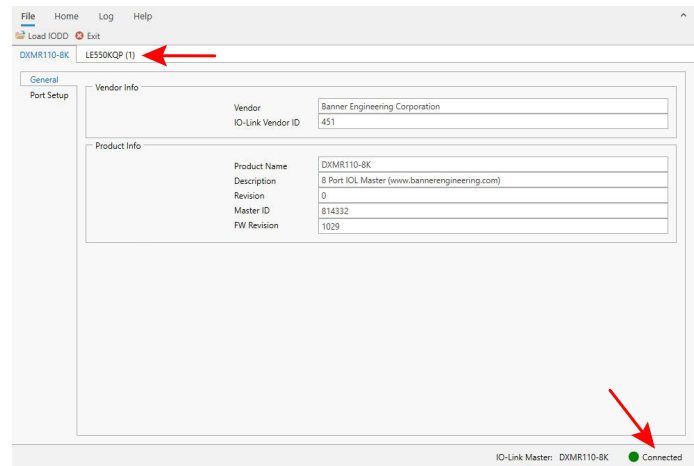 File Home Log Help
Load IODD Exit
DXMR110-8K LE550KQP (1)
General
Port Setup
Vendor Info
Vendor Banner Engineering Corporation
IO-Link Vendor ID 451
Product Info
Product Name DXMR110-8K
Description 8 Port IOL Master (www.bannerengineering.com)
Revision 0
Master ID 814332
FW Revision 1029
IO-Link Master: DXMR110-8K Connected